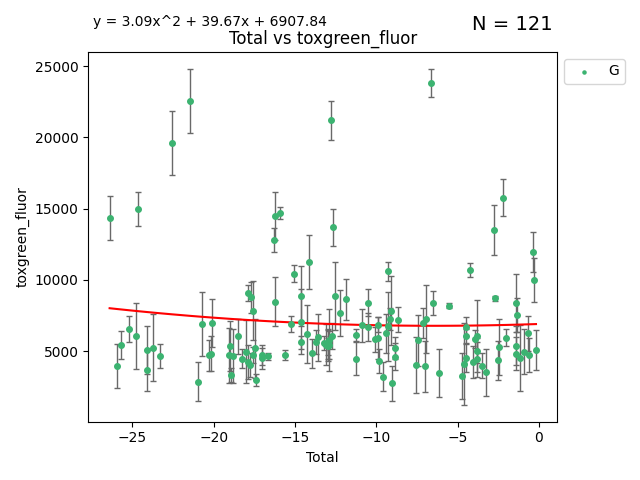 y = 3.09x^2 + 39.67x + 6907.84
N = 121
Total vs toxgreen_fluor
G
toxgreen_fluor
25000
20000
15000
10000
5000
−25
−20
−15
−10
−5
0
Total